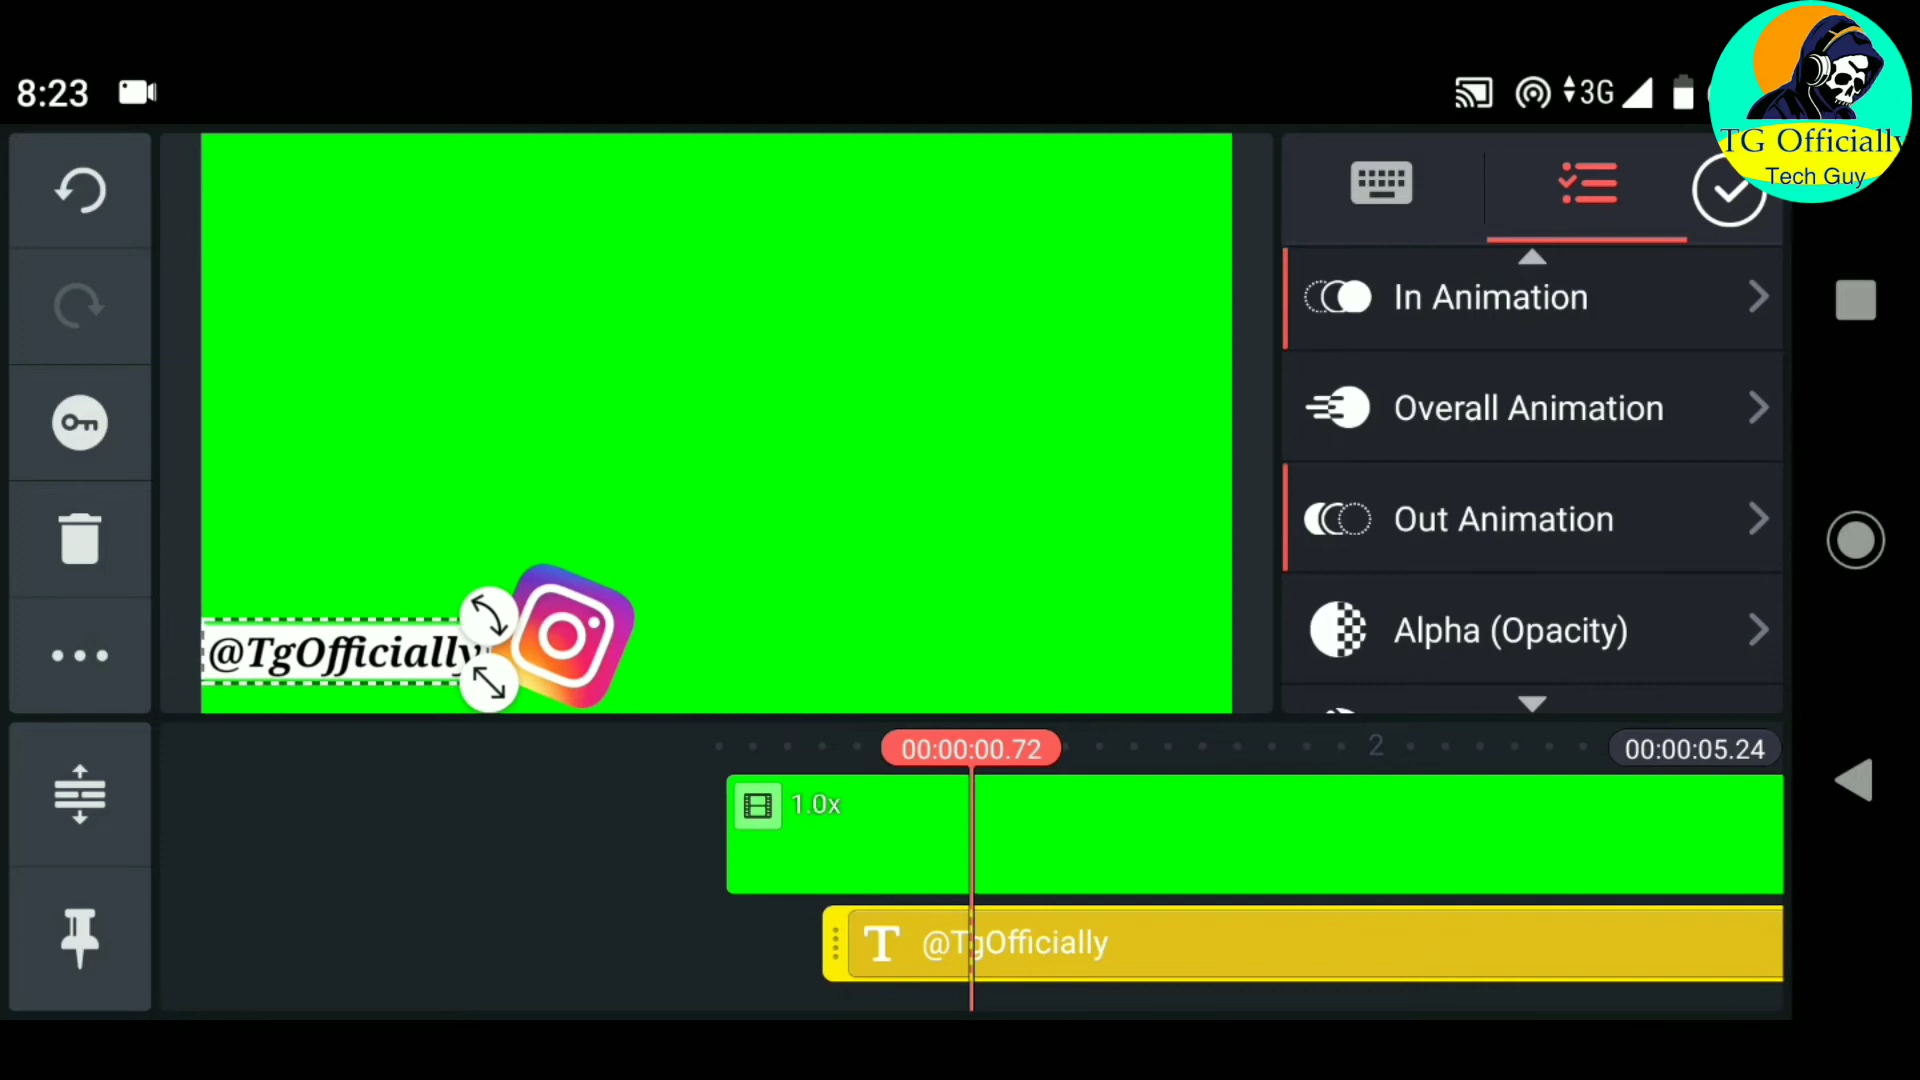 8:23
3G
TG Officially
Tech Guy
In Animation
Overall Animation
Out Animation
Alpha (Opacity)
@TgOfficially
00:00:00.72
2
00:00:05.24
1.0x
T @TgOfficially